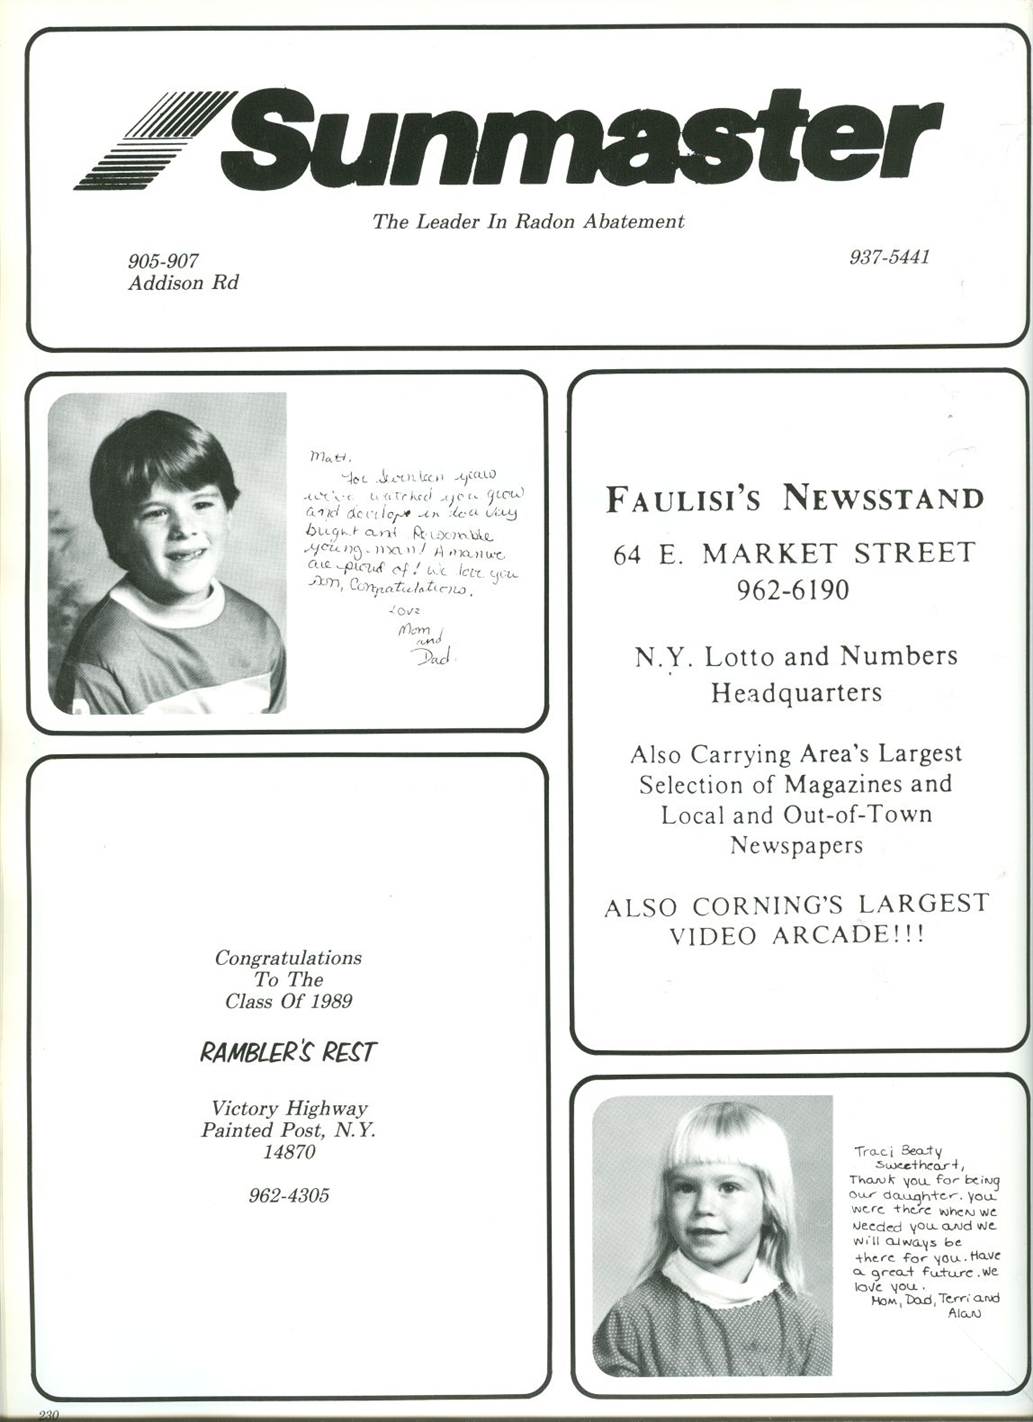 Sunmaster
The Leader In Radon Abatement
905-907
Addison Rd
937-5441
Matt,
For Seventeen years
we've watched you grow
and develope in to a very
bright and Personable
young man! A man we
are proud of! We love you
son, Congratulations.
Love
Mom
and
Dad.
FAULISI'S NEWSSTAND
64 E. MARKET STREET
962-6190
N.Y. Lotto and Numbers
Headquarters
Also Carrying Area's Largest
Selection of Magazines and
Local and Out-of-Town
Newspapers
ALSO CORNING'S LARGEST
VIDEO ARCADE!!!
Congratulations
To The
Class Of 1989
RAMBLER'S REST
Victory Highway
Painted Post, N.Y.
14870
962-4305
Traci Beaty
Sweetheart,
Thank you for being
our daughter. you
were there when we
needed you and we
will always be
there for you. Have
a great future. We
love you.
Mom, Dad, Terri and
Alan
230